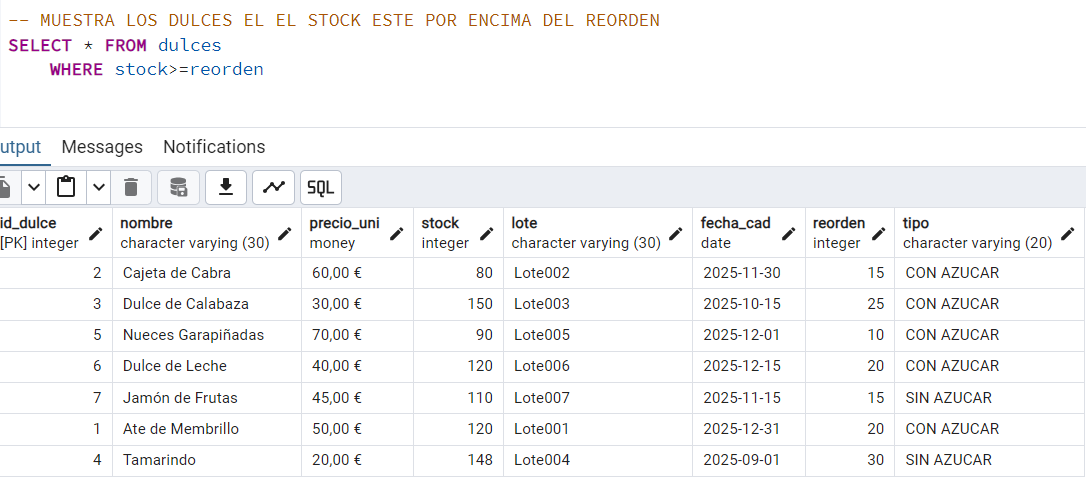 -- MUESTRA LOS DULCES EL EL STOCK ESTE POR ENCIMA DEL REORDEN
SELECT * FROM dulces
WHERE stock>=reorden
utput Messages Notifications
SQL
id_dulce nombre precio_uni stock lote fecha_cad reorden tipo
[PK] integer character varying (30) money integer character varying (30) date integer character varying (20)
2 Cajeta de Cabra 60,00 € 80 Lote002 2025-11-30 15 CON AZUCAR
3 Dulce de Calabaza 30,00 € 150 Lote003 2025-10-15 25 CON AZUCAR
5 Nueces Garapiñadas 70,00 € 90 Lote005 2025-12-01 10 CON AZUCAR
6 Dulce de Leche 40,00 € 120 Lote006 2025-12-15 20 CON AZUCAR
7 Jamón de Frutas 45,00 € 110 Lote007 2025-11-15 15 SIN AZUCAR
1 Ate de Membrillo 50,00 € 120 Lote001 2025-12-31 20 CON AZUCAR
4 Tamarindo 20,00 € 148 Lote004 2025-09-01 30 SIN AZUCAR